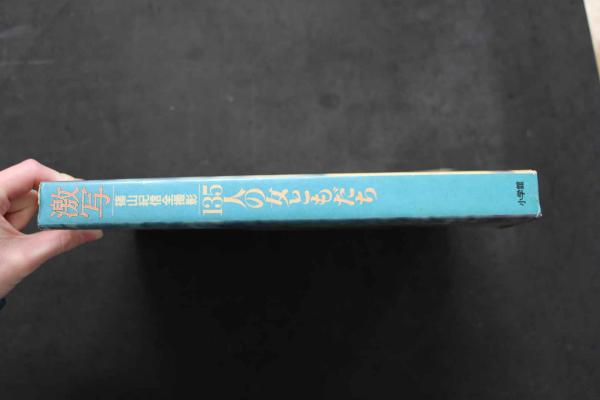 激写
篠山紀信全撮影
135人の女ともだち
小学館